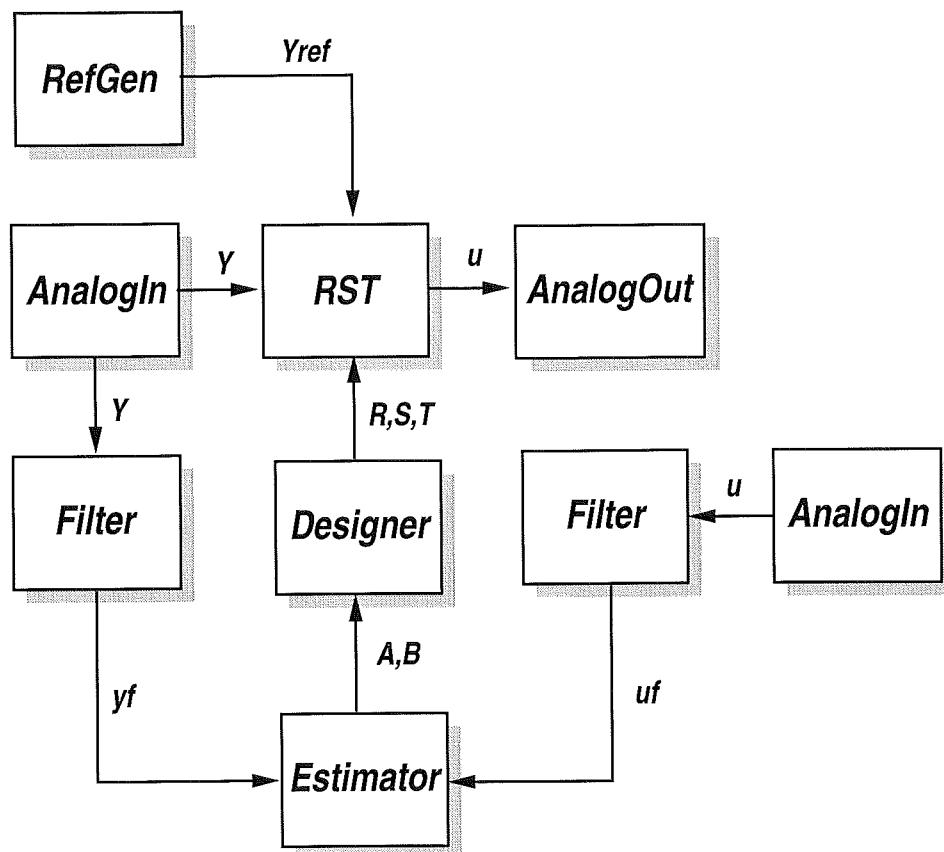 Yref
RefGen
Y
u
AnalogIn
RST
AnalogOut
Y
R,S,T
u
Filter
Designer
Filter
AnalogIn
A,B
yf
uf
Estimator